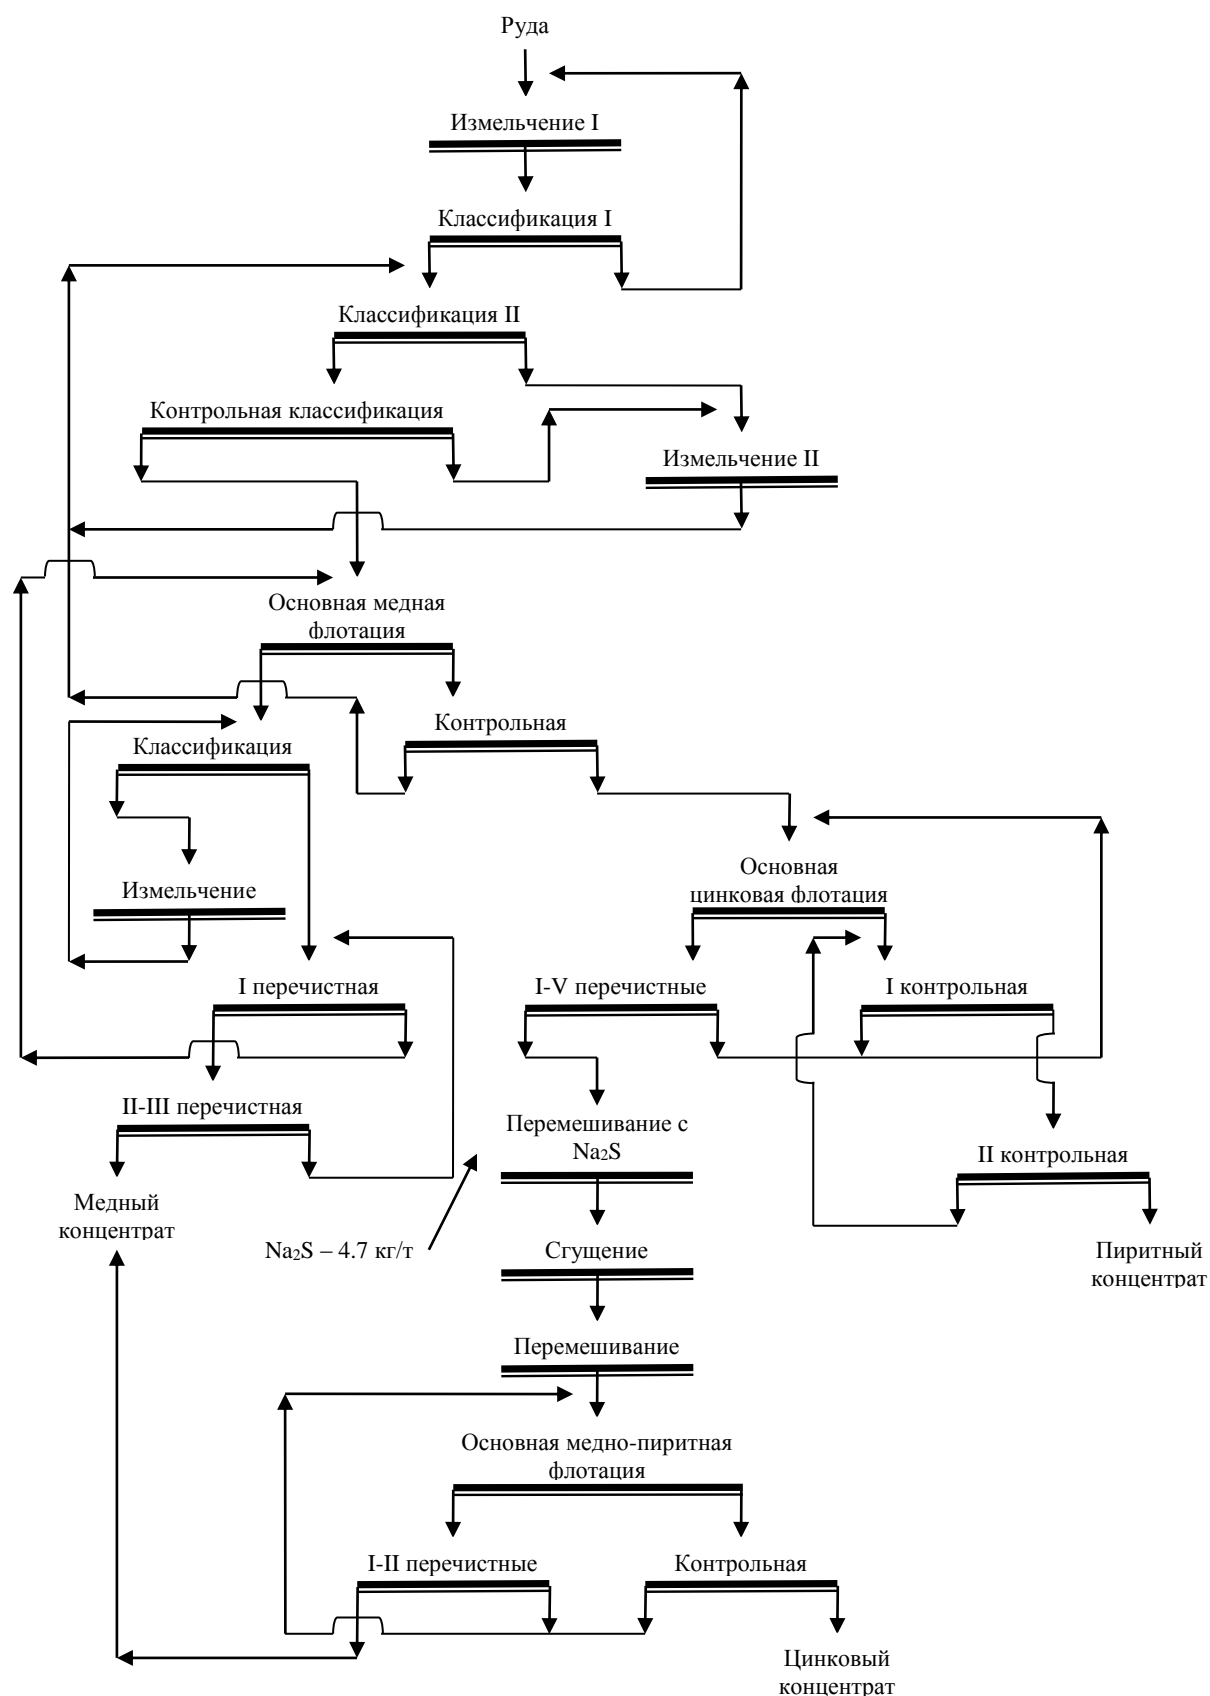 Руда
Измельчение I
Классификация I
Классификация II
Контрольная классификация
Измельчение II
Основная медная
флотация
Контрольная
Классификация
Основная
цинковая флотация
Измельчение
I перечистная
I-V перечистные
I контрольная
II-III перечистная
Перемешивание с
Na₂S
II контрольная
Медный
концентрат
Na₂S – 4.7 кг/т
Сгущение
Пиритный
концентрат
Перемешивание
Основная медно-пиритная
флотация
I-II перечистные
Контрольная
Цинковый
концентрат